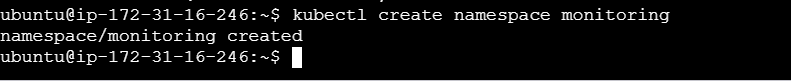 ubuntu@ip-172-31-16-246:~$ kubectl create namespace monitoring
namespace/monitoring created
ubuntu@ip-172-31-16-246:~$